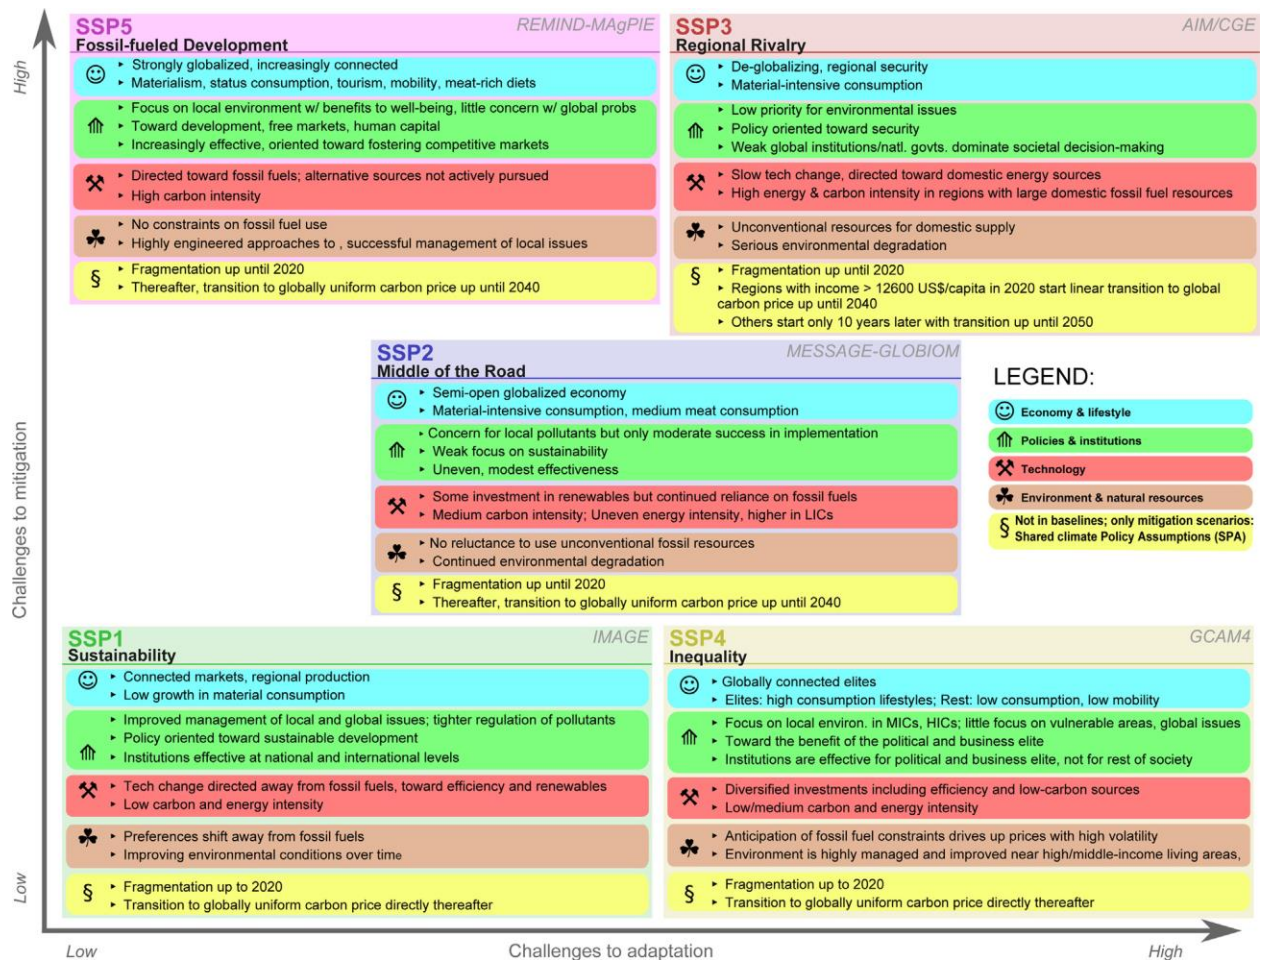 High
Challenges to mitigation
Low
SSP5
REMIND-MAgPIE
Fossil-fueled Development
☺ ‣ Strongly globalized, increasingly connected
‣ Materialism, status consumption, tourism, mobility, meat-rich diets
‣ Focus on local environment w/ benefits to well-being, little concern w/ global probs
‣ Toward development, free markets, human capital
‣ Increasingly effective, oriented toward fostering competitive markets
⚒ ‣ Directed toward fossil fuels; alternative sources not actively pursued
‣ High carbon intensity
‣ No constraints on fossil fuel use
☘ ‣ Highly engineered approaches to , successful management of local issues
§ ‣ Fragmentation up until 2020
‣ Thereafter, transition to globally uniform carbon price up until 2040
SSP3
AIM/CGE
Regional Rivalry
☺ ‣ De-globalizing, regional security
‣ Material-intensive consumption
‣ Low priority for environmental issues
‣ Policy oriented toward security
‣ Weak global institutions/natl. govts. dominate societal decision-making
⚒ ‣ Slow tech change, directed toward domestic energy sources
‣ High energy & carbon intensity in regions with large domestic fossil fuel resources
☘ ‣ Unconventional resources for domestic supply
‣ Serious environmental degradation
§ ‣ Fragmentation up until 2020
‣ Regions with income > 12600 US$/capita in 2020 start linear transition to global
carbon price up until 2040
‣ Others start only 10 years later with transition up until 2050
SSP2
MESSAGE-GLOBIOM
Middle of the Road
☺ ‣ Semi-open globalized economy
‣ Material-intensive consumption, medium meat consumption
‣ Concern for local pollutants but only moderate success in implementation
‣ Weak focus on sustainability
‣ Uneven, modest effectiveness
⚒ ‣ Some investment in renewables but continued reliance on fossil fuels
‣ Medium carbon intensity; Uneven energy intensity, higher in LICs
☘ ‣ No reluctance to use unconventional fossil resources
‣ Continued environmental degradation
§ ‣ Fragmentation up until 2020
‣ Thereafter, transition to globally uniform carbon price up until 2040
LEGEND:
☺ Economy & lifestyle
Policies & institutions
⚒ Technology
☘ Environment & natural resources
§ Not in baselines; only mitigation scenarios:
Shared climate Policy Assumptions (SPA)
SSP1
IMAGE
Sustainability
☺ ‣ Connected markets, regional production
‣ Low growth in material consumption
‣ Improved management of local and global issues; tighter regulation of pollutants
‣ Policy oriented toward sustainable development
‣ Institutions effective at national and international levels
⚒ ‣ Tech change directed away from fossil fuels, toward efficiency and renewables
‣ Low carbon and energy intensity
☘ ‣ Preferences shift away from fossil fuels
‣ Improving environmental conditions over time
§ ‣ Fragmentation up to 2020
‣ Transition to globally uniform carbon price directly thereafter
SSP4
GCAM4
Inequality
☺ ‣ Globally connected elites
‣ Elites: high consumption lifestyles; Rest: low consumption, low mobility
‣ Focus on local environ. in MICs, HICs; little focus on vulnerable areas, global issues
‣ Toward the benefit of the political and business elite
‣ Institutions are effective for political and business elite, not for rest of society
⚒ ‣ Diversified investments including efficiency and low-carbon sources
‣ Low/medium carbon and energy intensity
☘ ‣ Anticipation of fossil fuel constraints drives up prices with high volatility
‣ Environment is highly managed and improved near high/middle-income living areas,
§ ‣ Fragmentation up to 2020
‣ Transition to globally uniform carbon price directly thereafter
Low
Challenges to adaptation
High